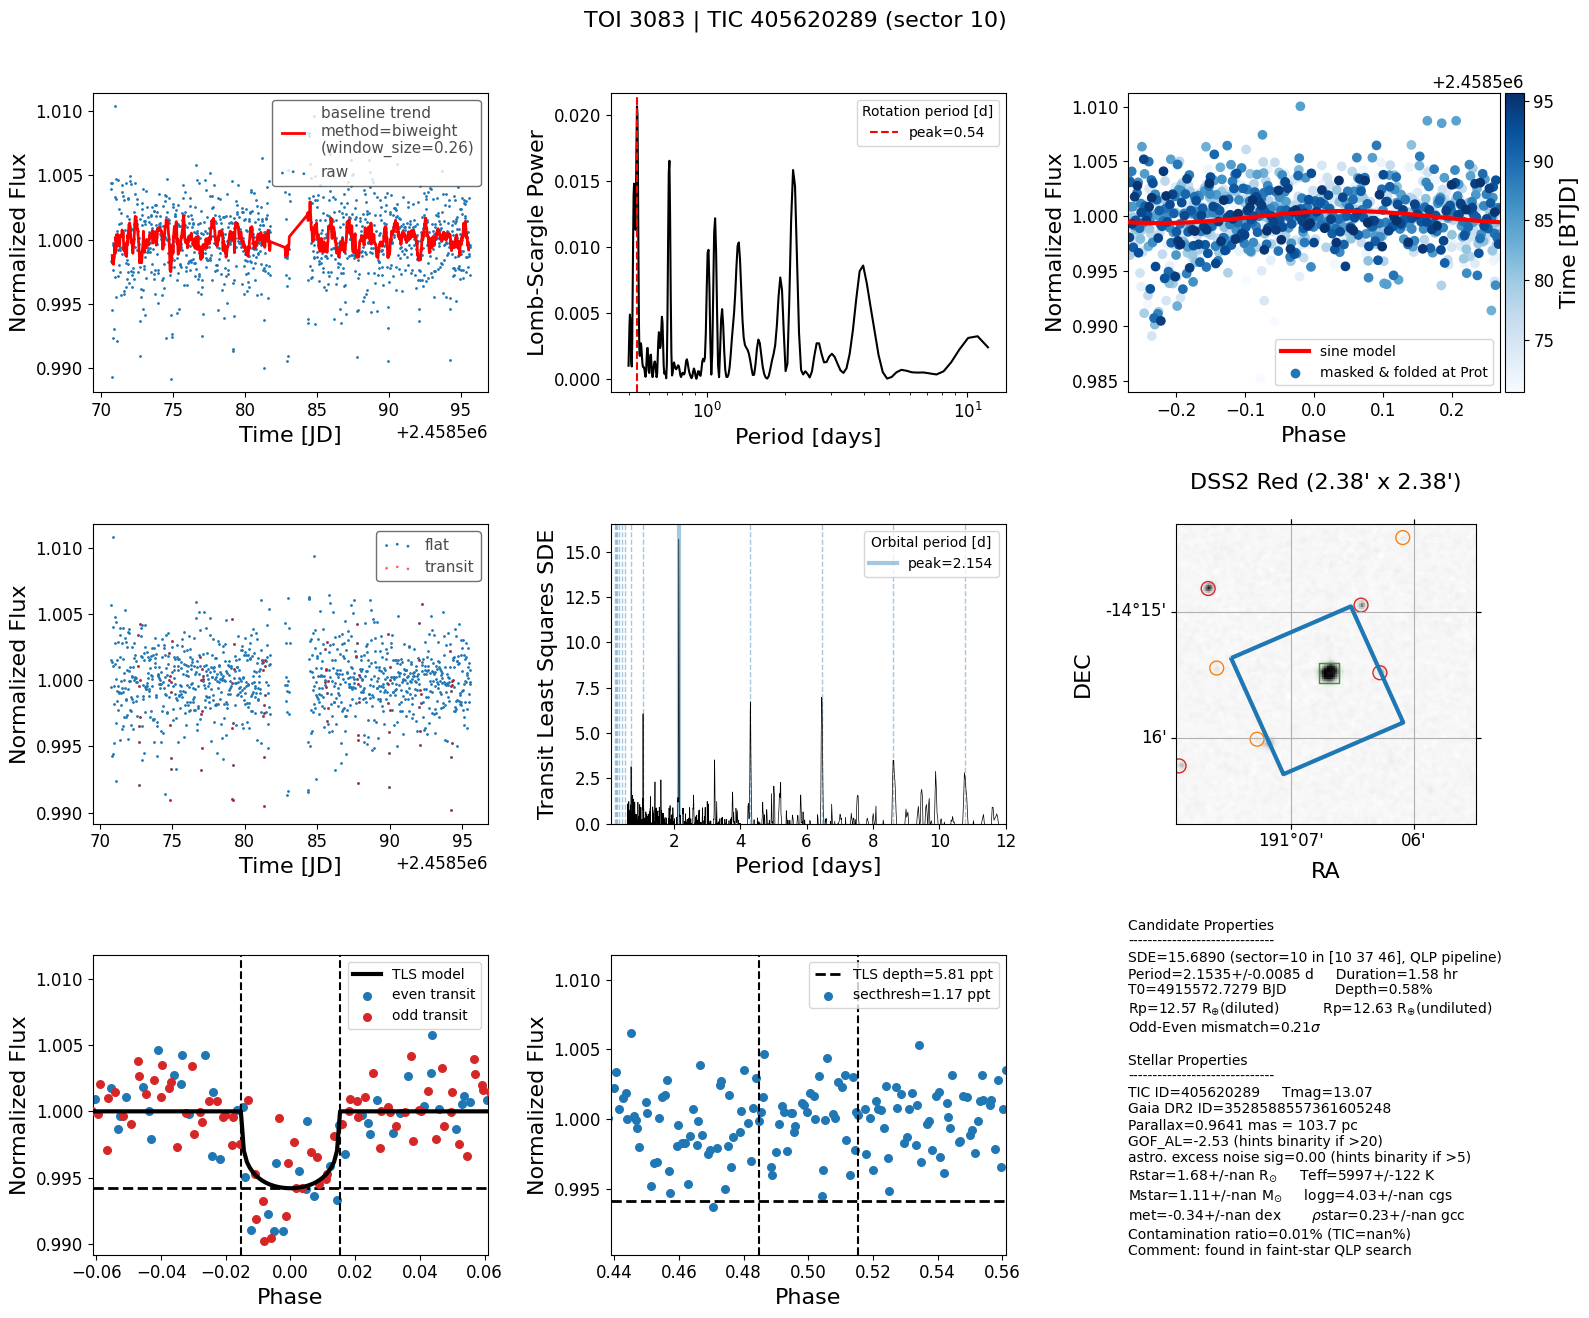 TOI 3083 | TIC 405620289 (sector 10)
Normalized Flux
1.010
1.005
1.000
0.995
0.990
baseline trend
method=biweight
(window_size=0.26)
raw
70 75 80 85 90 95
Time [JD]
+2.4585e6
Lomb-Scargle Power
0.020
0.015
0.010
0.005
0.000
Rotation period [d]
peak=0.54
10^0 10^1
Period [days]
Normalized Flux
1.010
1.005
1.000
0.995
0.990
0.985
sine model
masked & folded at Prot
−0.2 −0.1 0.0 0.1 0.2
Phase
+2.4585e6
95
90
85
80
75
Time [BTJD]
Normalized Flux
1.010
1.005
1.000
0.995
0.990
flat
transit
70 75 80 85 90 95
Time [JD]
+2.4585e6
Transit Least Squares SDE
15.0
12.5
10.0
7.5
5.0
2.5
0.0
Orbital period [d]
peak=2.154
2 4 6 8 10 12
Period [days]
DSS2 Red (2.38' x 2.38')
DEC
-14°15'
16'
191°07' 06'
RA
Normalized Flux
1.010
1.005
1.000
0.995
0.990
TLS model
even transit
odd transit
−0.06 −0.04 −0.02 0.00 0.02 0.04 0.06
Phase
Normalized Flux
1.010
1.005
1.000
0.995
TLS depth=5.81 ppt
secthresh=1.17 ppt
0.44 0.46 0.48 0.50 0.52 0.54 0.56
Phase
Candidate Properties
------------------------------
SDE=15.6890 (sector=10 in [10 37 46], QLP pipeline)
Period=2.1535+/-0.0085 d Duration=1.58 hr
T0=4915572.7279 BJD Depth=0.58%
Rp=12.57 R⊕(diluted) Rp=12.63 R⊕(undiluted)
Odd-Even mismatch=0.21σ
Stellar Properties
------------------------------
TIC ID=405620289 Tmag=13.07
Gaia DR2 ID=3528588557361605248
Parallax=0.9641 mas = 103.7 pc
GOF_AL=-2.53 (hints binarity if >20)
astro. excess noise sig=0.00 (hints binarity if >5)
Rstar=1.68+/-nan R⊙ Teff=5997+/-122 K
Mstar=1.11+/-nan M⊙ logg=4.03+/-nan cgs
met=-0.34+/-nan dex ρstar=0.23+/-nan gcc
Contamination ratio=0.01% (TIC=nan%)
Comment: found in faint-star QLP search